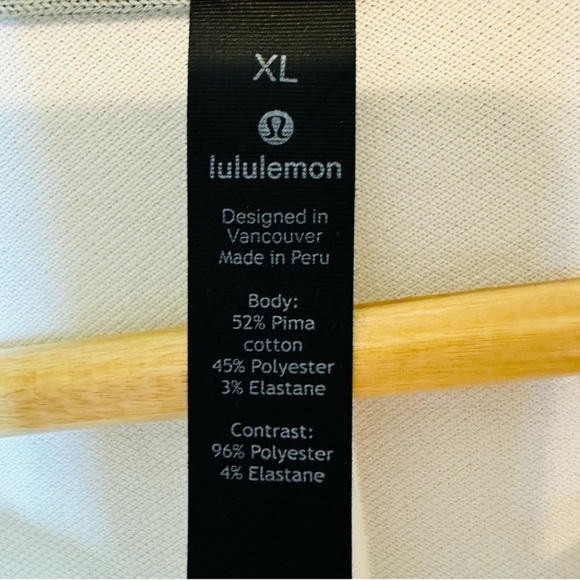 XL
lululemon
Designed in
Vancouver
Made in Peru
Body:
52% Pima
cotton
45% Polyester
3% Elastane
Contrast:
96% Polyester
4% Elastane